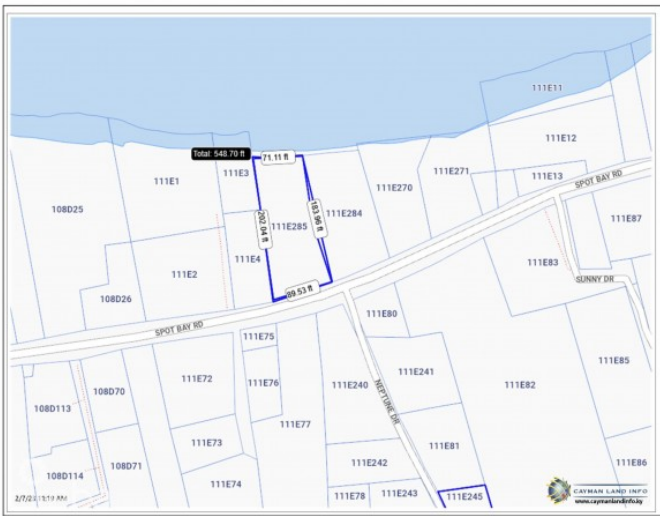 111E11
111E12
Total: 548.70 ft
71.11 ft
111E1
111E3
111E271
111E13
SPOT BAY RD
111E270
108D25
202.04 ft
183.96 ft
111E284
111E285
111E87
111E4
111E83
111E2
SUNNY DR
89.53 ft
108D26
111E80
SPOT BAY RD
111E75
111E85
111E241
111E72
111E76
111E240
111E82
NEPTUNE DR
108D70
108D113
111E77
111E73
111E81
111E242
108D71
111E86
108D114
111E74
111E78
111E243
111E245
CAYMAN LAND INFO
www.caymanlandinfo.ky